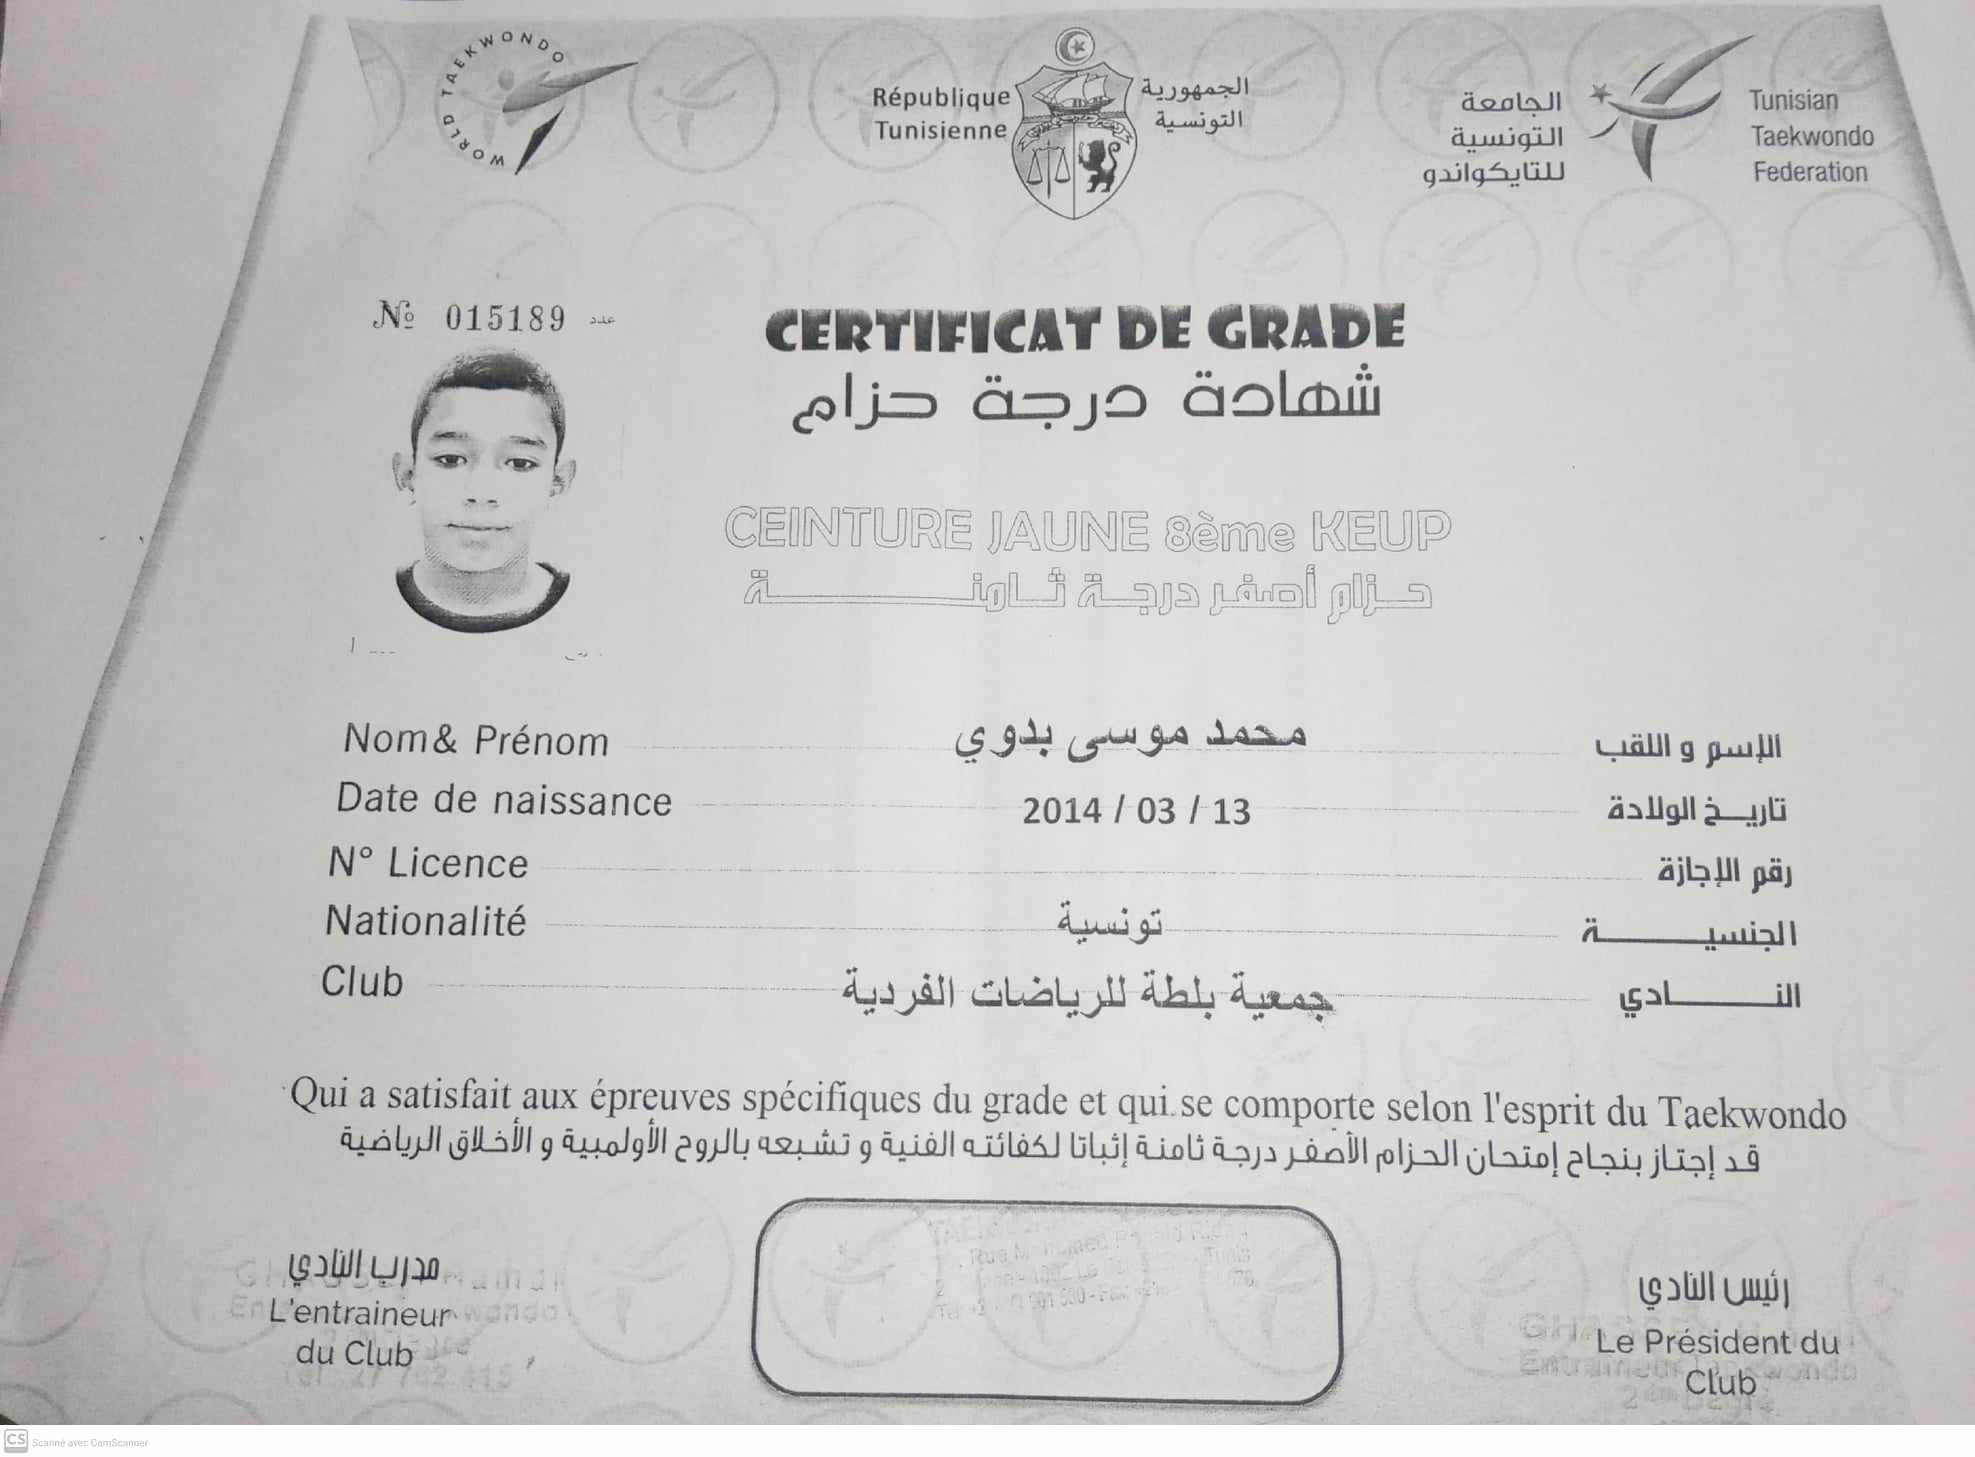 WORLD TAEKWONDO
République
Tunisienne
الجمهورية
التونسية
الجامعة
التونسية
للتايكواندو
Tunisian
Taekwondo
Federation
№ 015189 عدد
CERTIFICAT DE GRADE
شهادة درجة حزام
CEINTURE JAUNE 8ème KEUP
حزام أصفر درجة ثامنة
Nom& Prénom محمد موسى بدوي الإسم و اللقب
Date de naissance 2014 / 03 / 13 تاريخ الولادة
N° Licence رقم الإجازة
Nationalité تونسية الجنسية
Club جمعية بلطة للرياضات الفردية النادي
Qui a satisfait aux épreuves spécifiques du grade et qui se comporte selon l'esprit du Taekwondo
قد إجتاز بنجاح إمتحان الحزام الأصفر درجة ثامنة إثباتا لكفائته الفنية و تشبعه بالروح الأولمبية و الأخلاق الرياضية
مدرب النادي
L'entraineur
du Club
رئيس النادي
Le Président du
Club
CS Scanné avec CamScanner